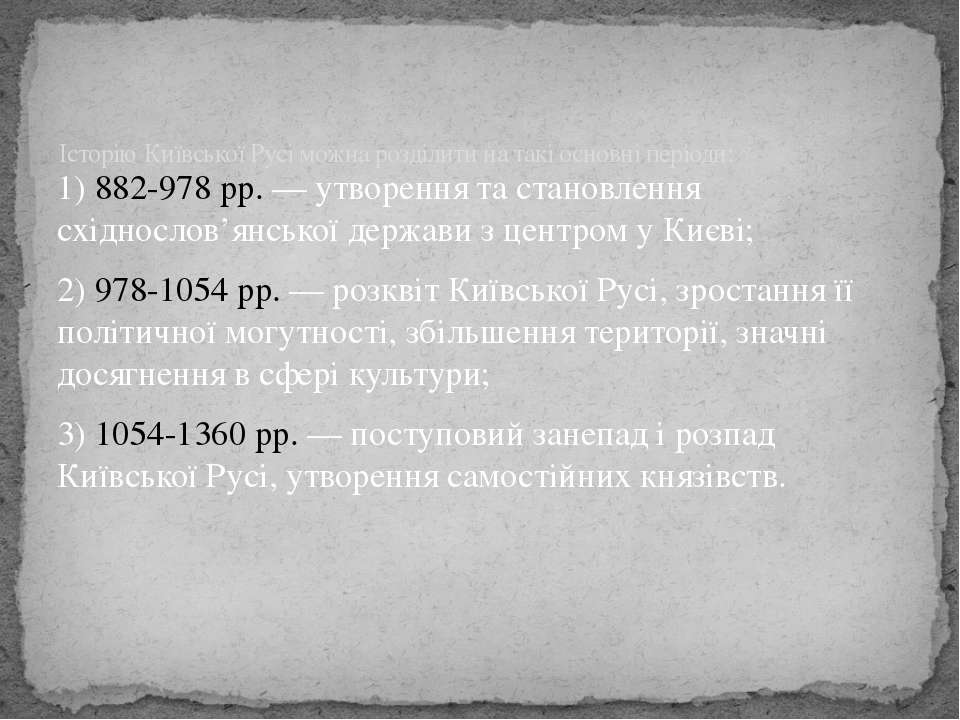 Історію Київської Русі можна розділити на такі основні періоди:
1) 882-978 рр. — утворення та становлення
східнослов’янської держави з центром у Києві;
2) 978-1054 рр. — розквіт Київської Русі, зростання її
політичної могутності, збільшення території, значні
досягнення в сфері культури;
3) 1054-1360 рр. — поступовий занепад і розпад
Київської Русі, утворення самостійних князівств.